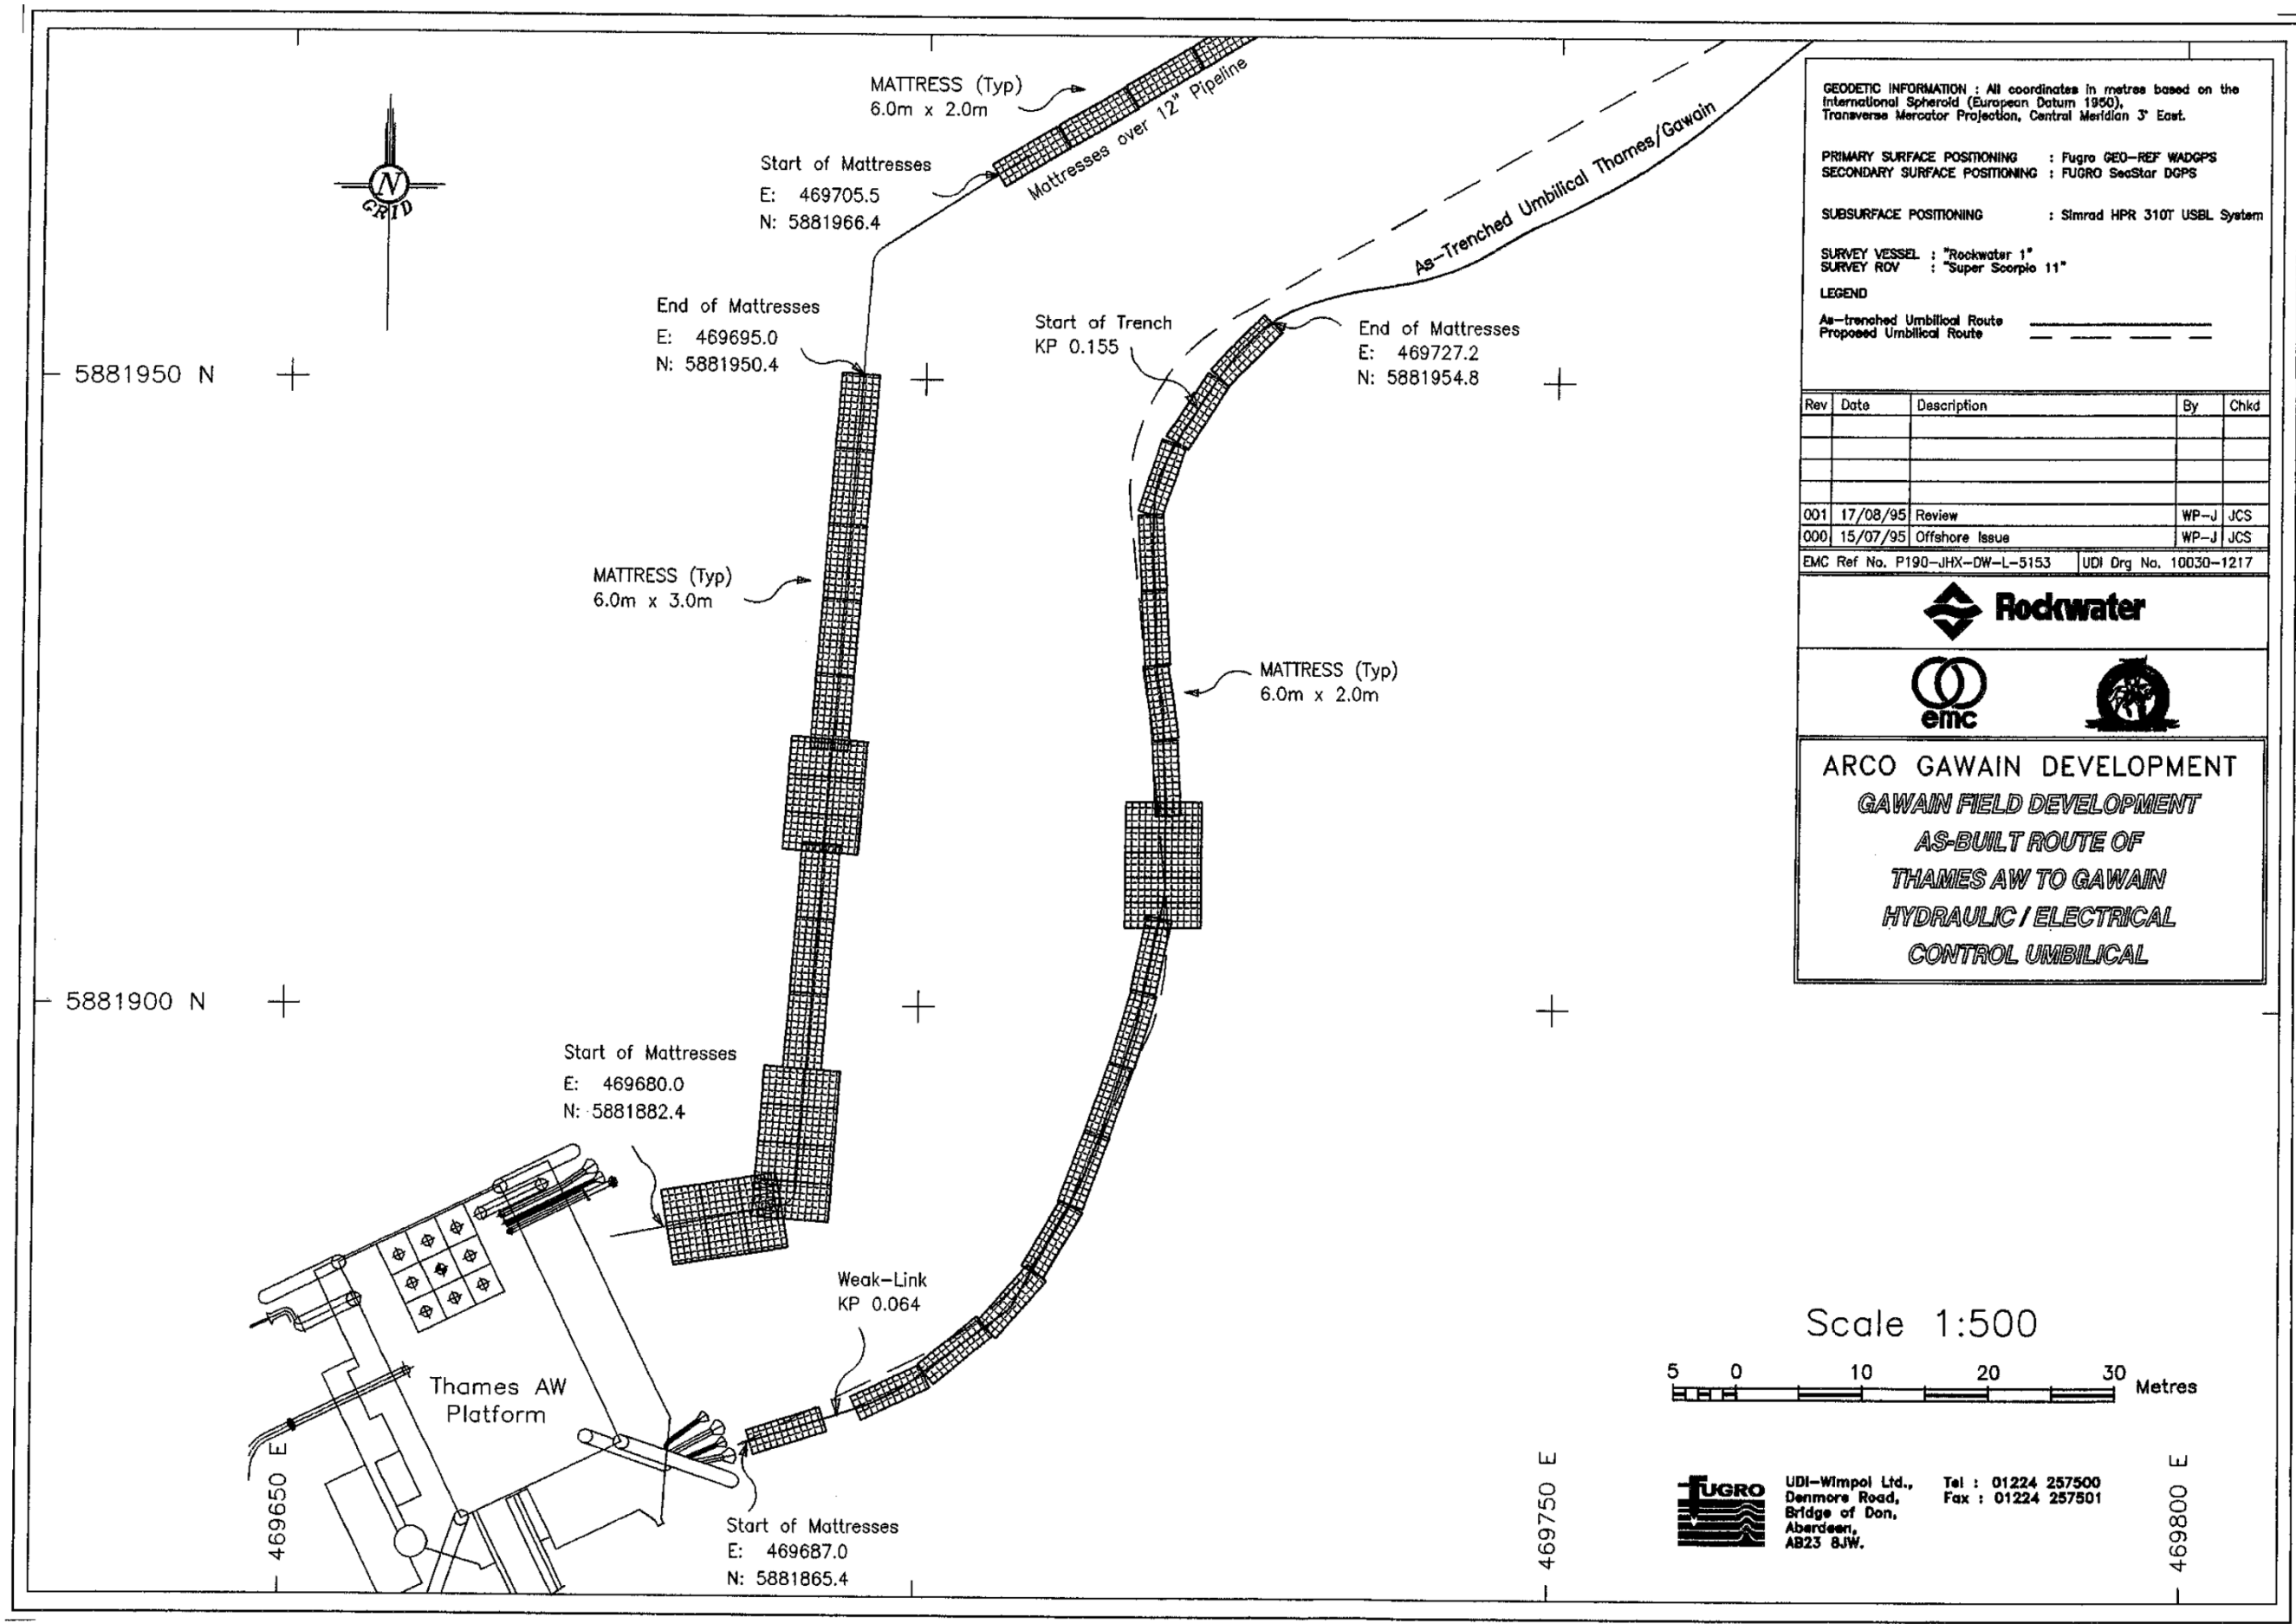 MATTRESS (Typ)
6.0m x 2.0m
Mattresses over 12" Pipeline
Start of Mattresses
E: 469705.5
N: 5881966.4
N
GRID
As-Trenched Umbilical Thames/Gawain
End of Mattresses
E: 469695.0
N: 5881950.4
Start of Trench
KP 0.155
End of Mattresses
E: 469727.2
N: 5881954.8
5881950 N
MATTRESS (Typ)
6.0m x 3.0m
MATTRESS (Typ)
6.0m x 2.0m
5881900 N
Start of Mattresses
E: 469680.0
N: 5881882.4
Weak-Link
KP 0.064
Thames AW
Platform
Start of Mattresses
E: 469687.0
N: 5881865.4
469650 E
469750 E
469800 E
GEODETIC INFORMATION : All coordinates in metres based on the
International Spheroid (European Datum 1950),
Transverse Mercator Projection, Central Meridian 3° East.
PRIMARY SURFACE POSITIONING : Fugro GEO-REF WADGPS
SECONDARY SURFACE POSITIONING : FUGRO SeaStar DGPS
SUBSURFACE POSITIONING : Simrad HPR 310T USBL System
SURVEY VESSEL : "Rockwater 1"
SURVEY ROV : "Super Scorpio 11"
LEGEND
As-trenched Umbilical Route
Proposed Umbilical Route
Rev Date Description By Chkd
001 17/08/95 Review WP-J JCS
000 15/07/95 Offshore Issue WP-J JCS
EMC Ref No. P190-JHX-DW-L-5153 UDI Drg No. 10030-1217
Rockwater
emc
ARCO GAWAIN DEVELOPMENT
GAWAIN FIELD DEVELOPMENT
AS-BUILT ROUTE OF
THAMES AW TO GAWAIN
HYDRAULIC / ELECTRICAL
CONTROL UMBILICAL
Scale 1:500
5 0 10 20 30 Metres
FUGRO
UDI-Wimpol Ltd., Tel : 01224 257500
Denmore Road, Fax : 01224 257501
Bridge of Don,
Aberdeen,
AB23 8JW.